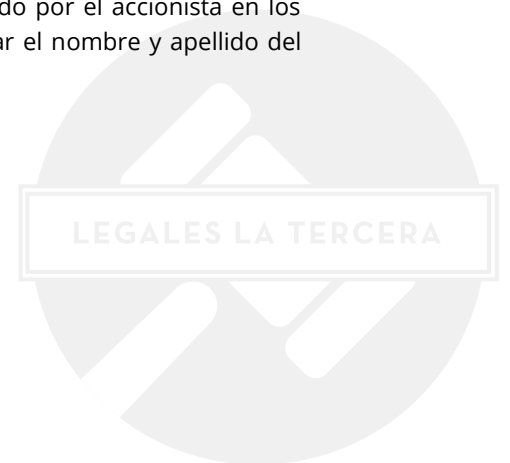 do por el accionista en los
ar el nombre y apellido del
LEGALES LA TERCERA